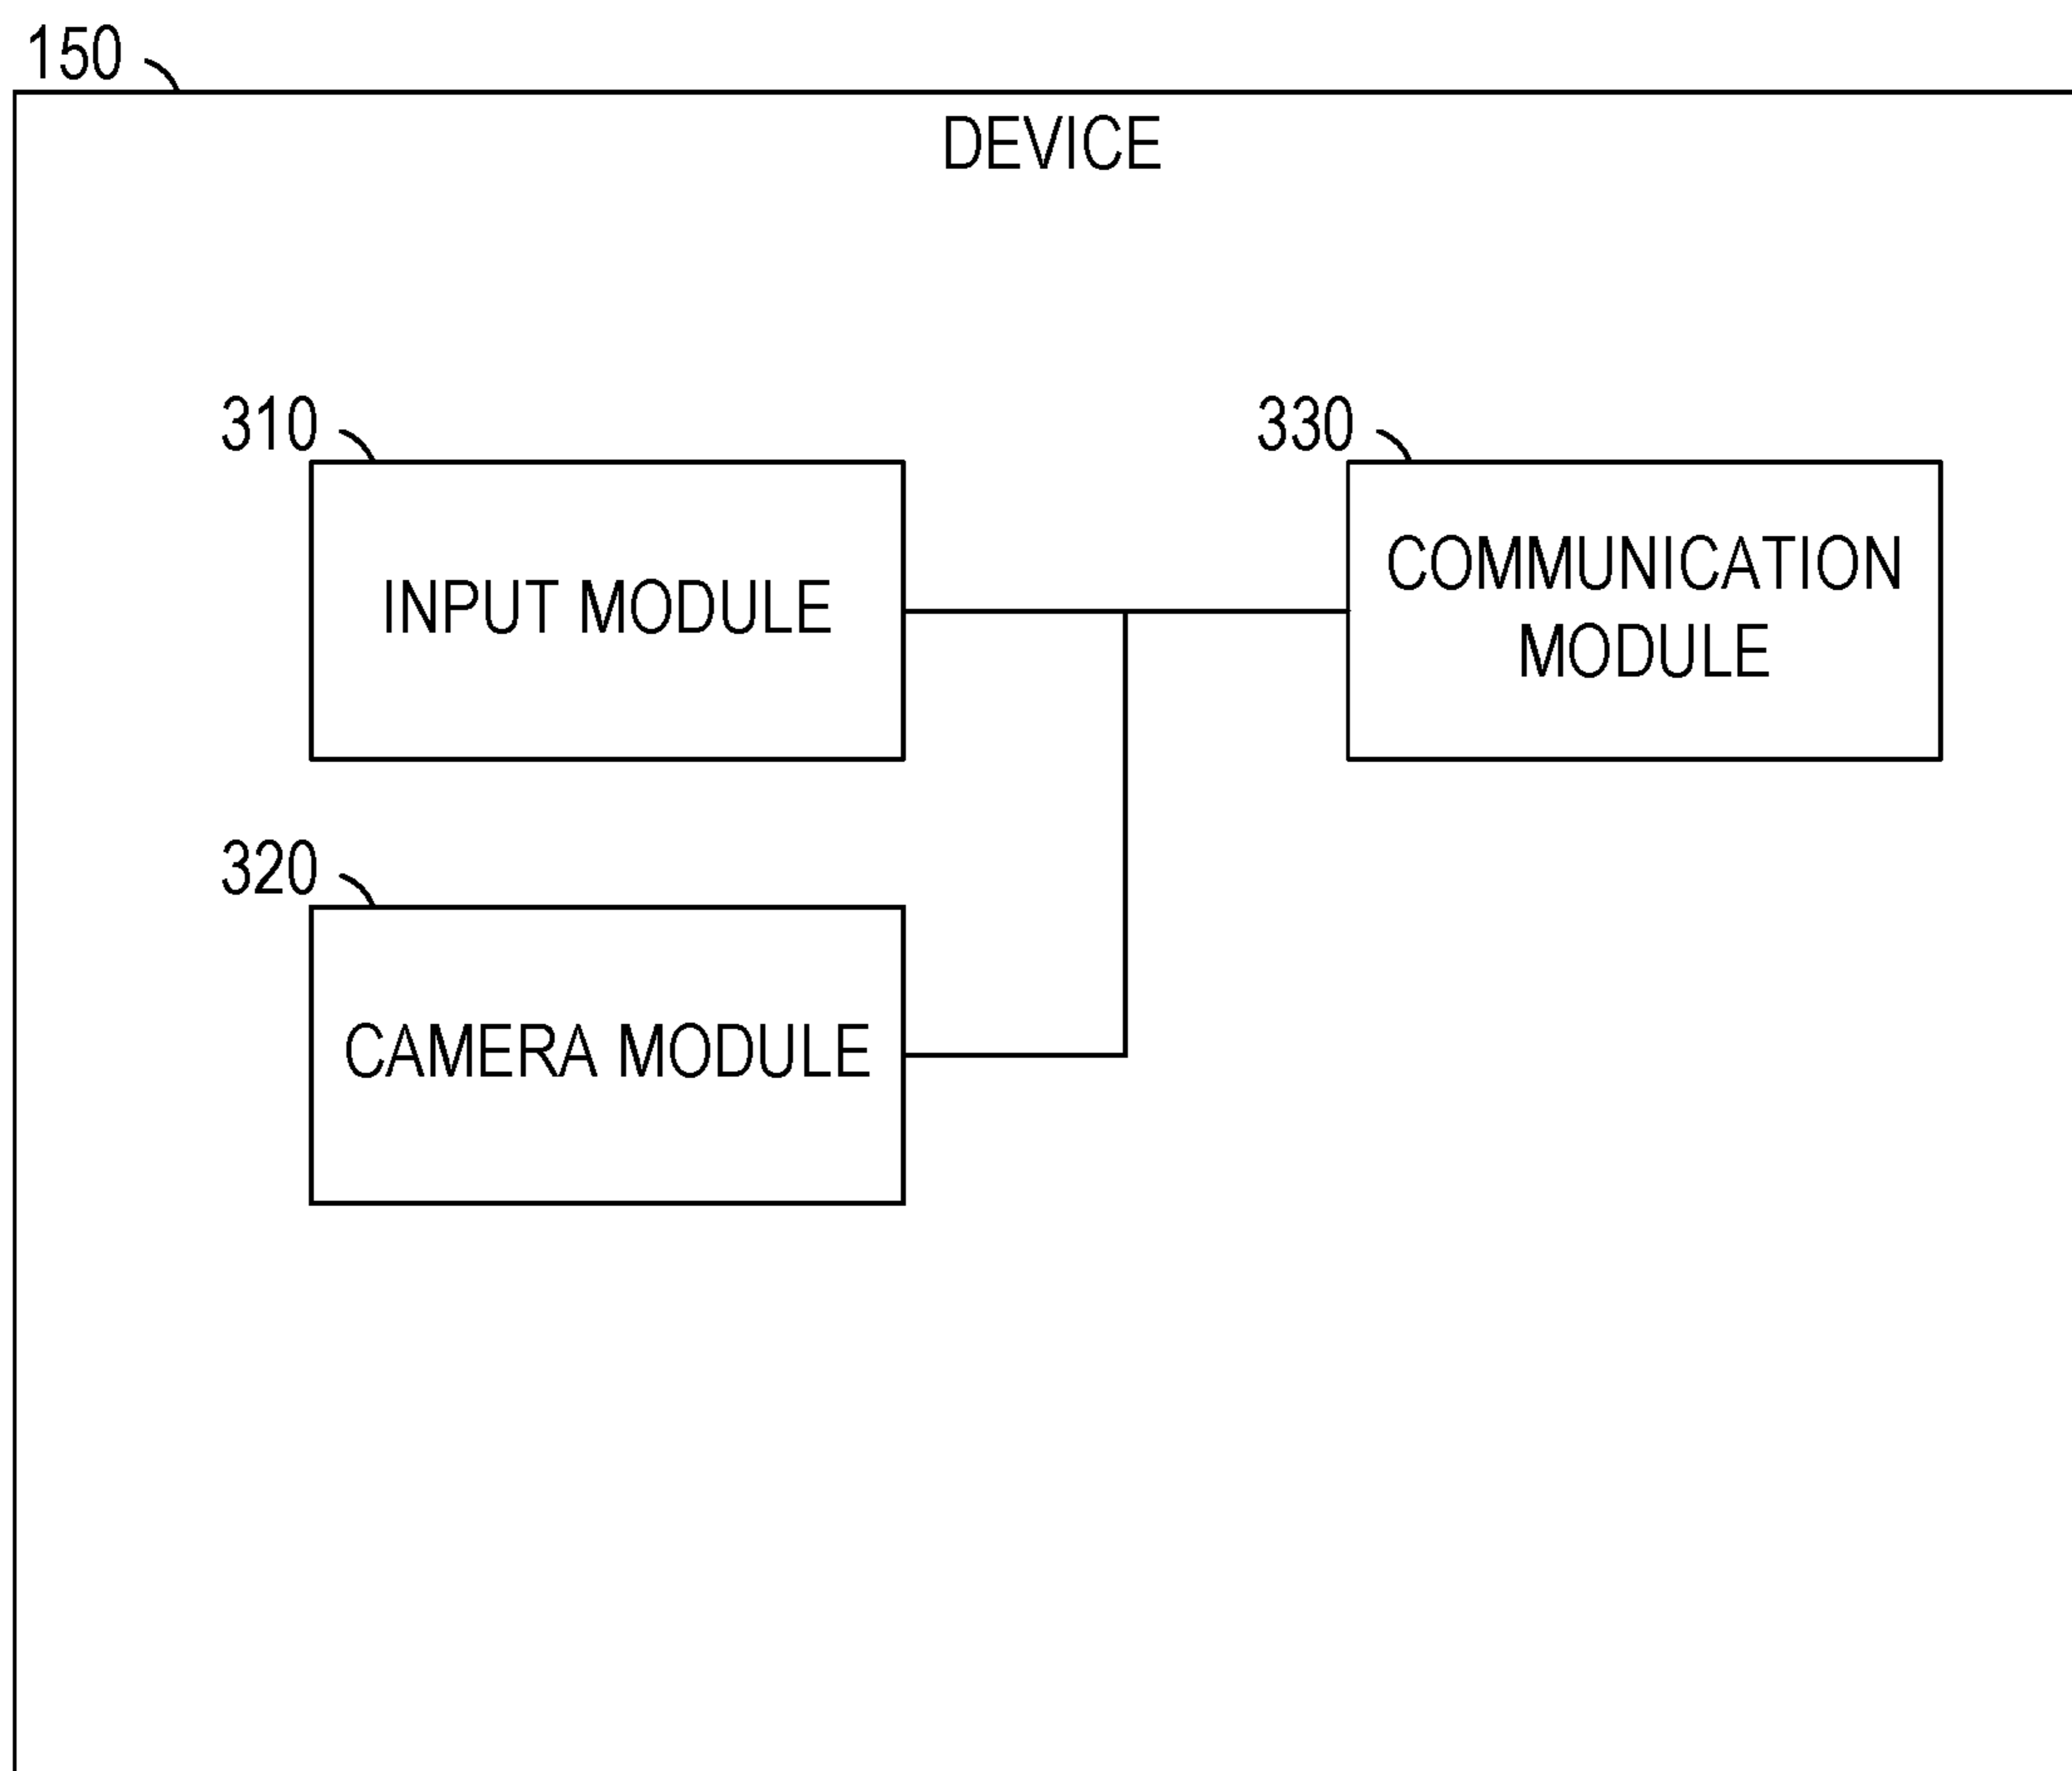 150
DEVICE
310
INPUT MODULE
330
COMMUNICATION
MODULE
320
CAMERA MODULE